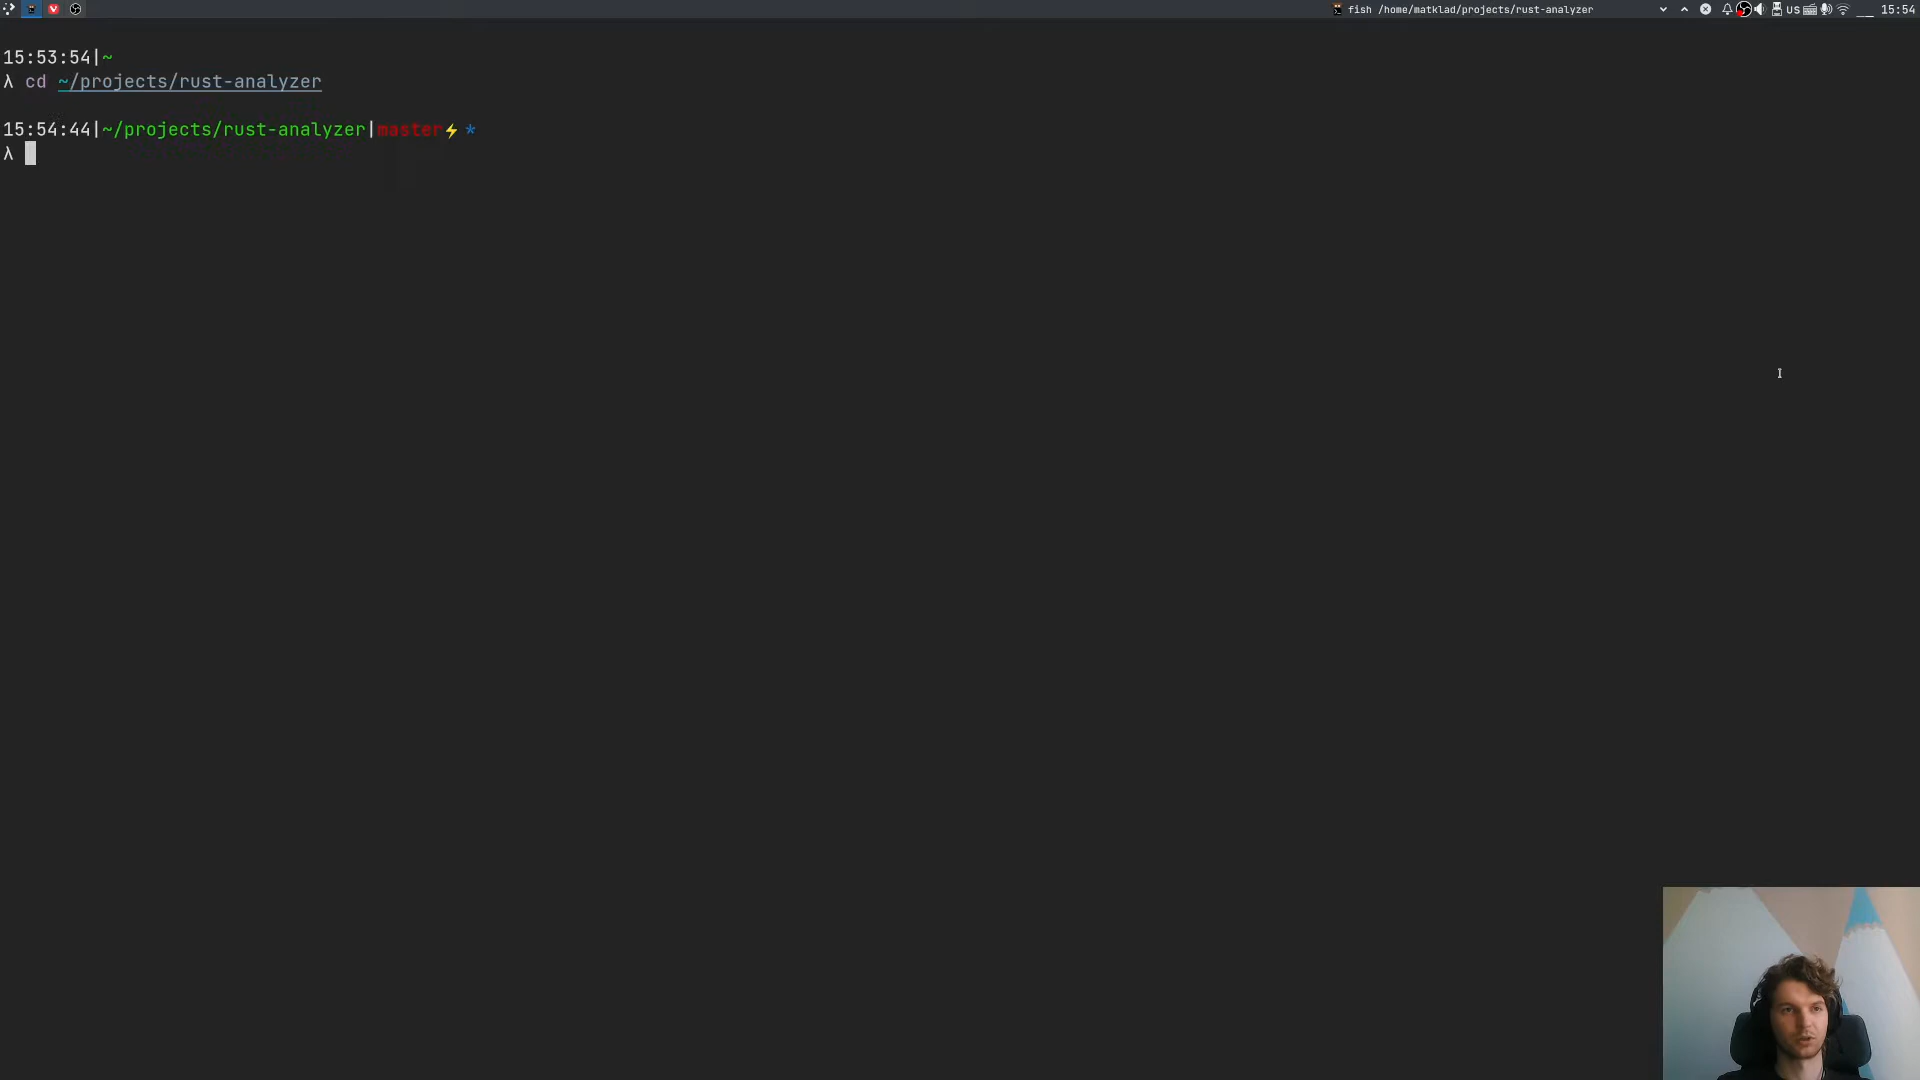 fish /home/matklad/projects/rust-analyzer
US
15:54
15:53:54|~
λ cd ~/projects/rust-analyzer
15:54:44|~/projects/rust-analyzer|master⚡*
λ